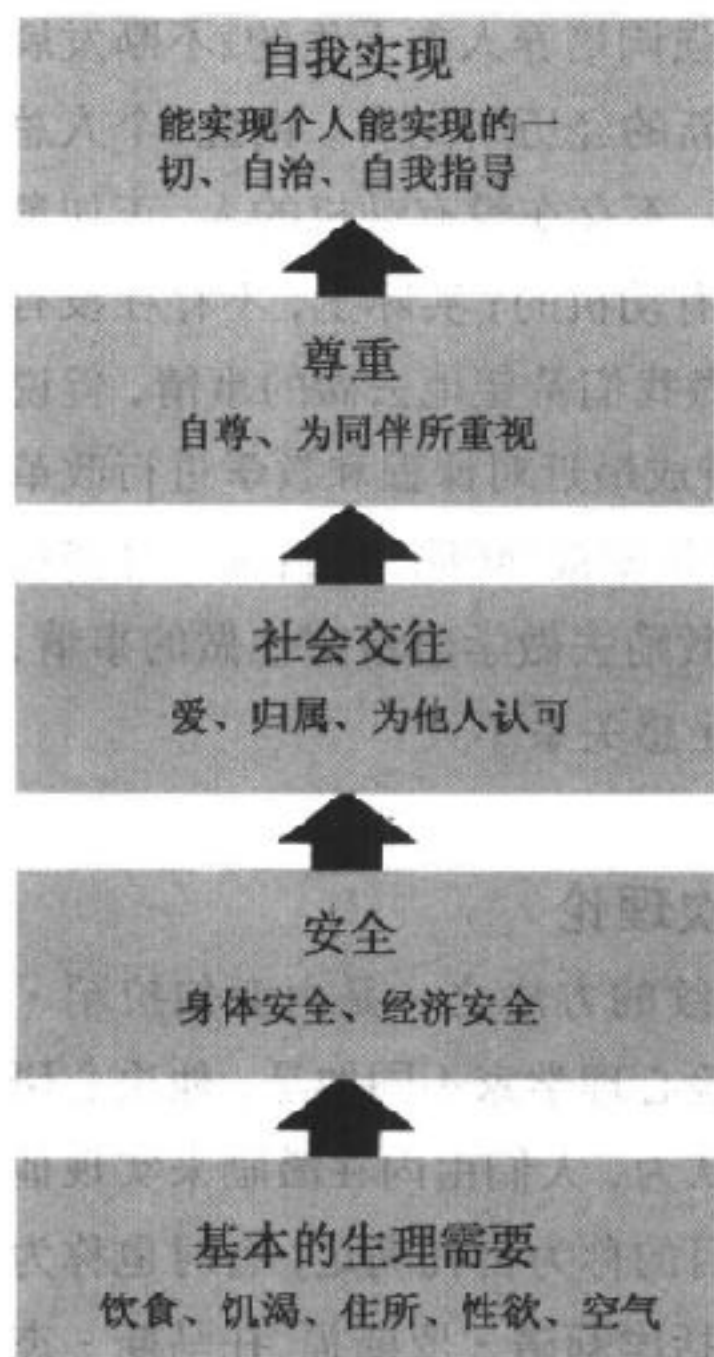 自我实现
能实现个人能实现的一
切、自治、自我指导
尊重
自尊、为同伴所重视
社会交往
爱、归属、为他人认可
安全
身体安全、经济安全
基本的生理需要
饮食、饥渴、住所、性欲、空气